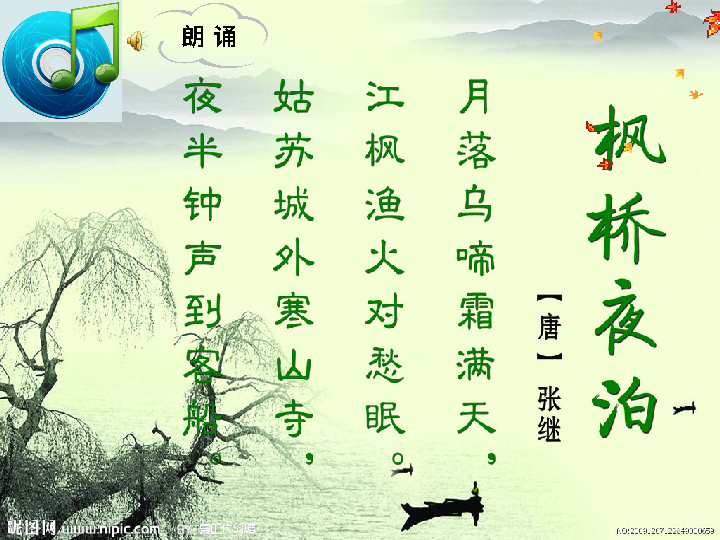 朗诵
枫桥夜泊
【唐】张继
月落乌啼霜满天，
江枫渔火对愁眠。
姑苏城外寒山寺，
夜半钟声到客船。
昵图网 www.nipic.com